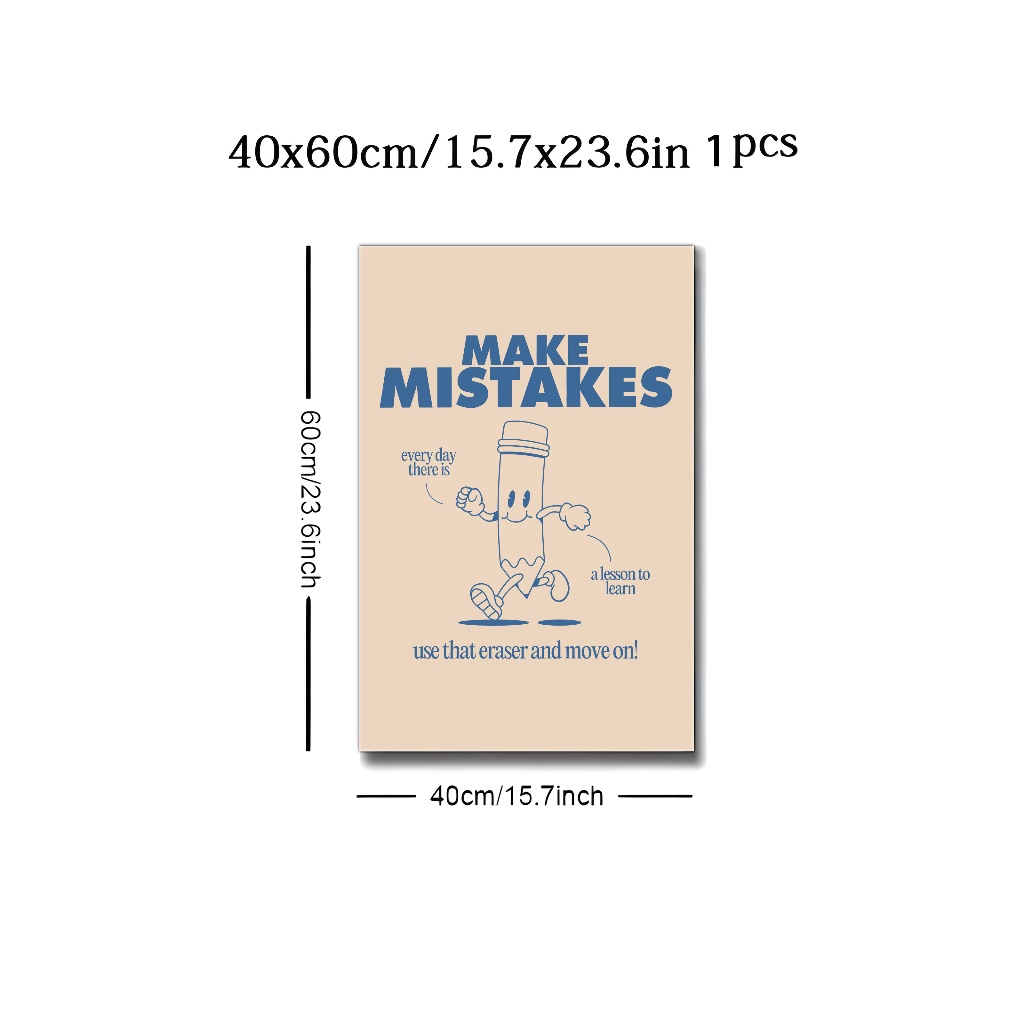 40x60cm/15.7x23.6in 1pcs
60cm/23.6inch
MAKE
MISTAKES
every day
there is
a lesson to
learn
use that eraser and move on!
40cm/15.7inch